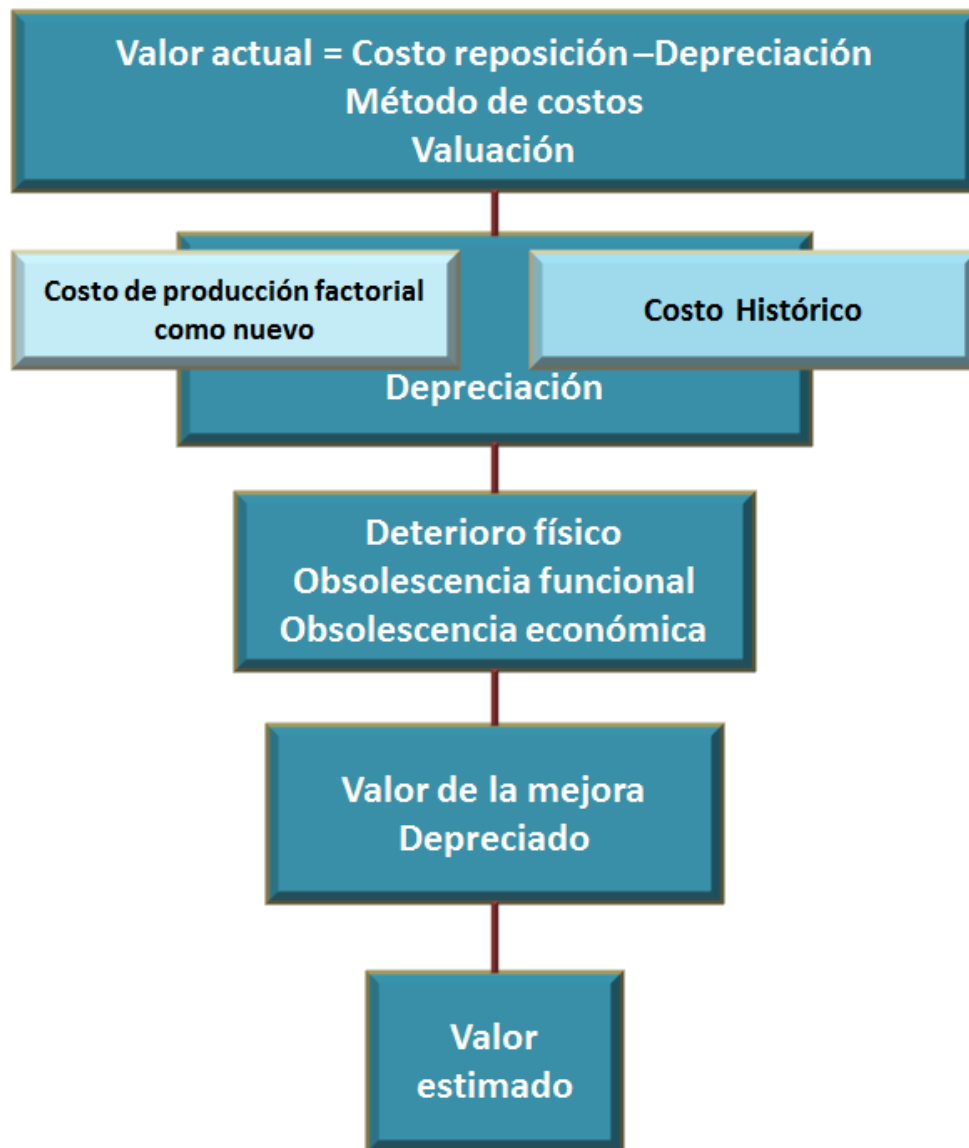 Valor actual = Costo reposición –Depreciación
Método de costos
Valuación
Costo de producción factorial
como nuevo
Costo Histórico
Depreciación
Deterioro físico
Obsolescencia funcional
Obsolescencia económica
Valor de la mejora
Depreciado
Valor
estimado